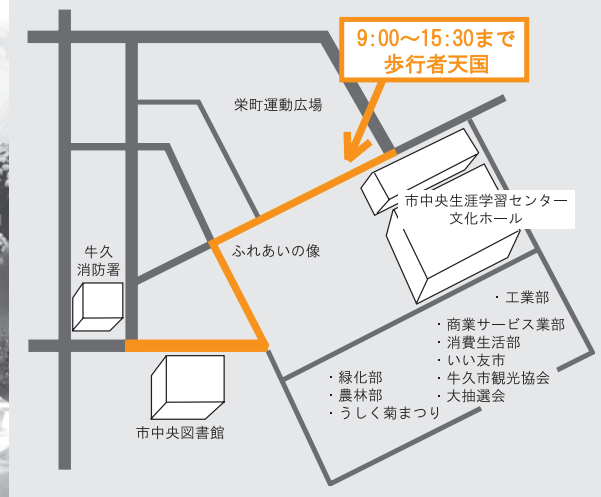 9:00～15:30まで
歩行者天国
栄町運動広場
市中央生涯学習センター
文化ホール
ふれあいの像
牛久
消防署
・工業部
・商業サービス業部
・消費生活部
・いい友市
・牛久市観光協会
・大抽選会
・緑化部
・農林部
・うしく菊まつり
市中央図書館